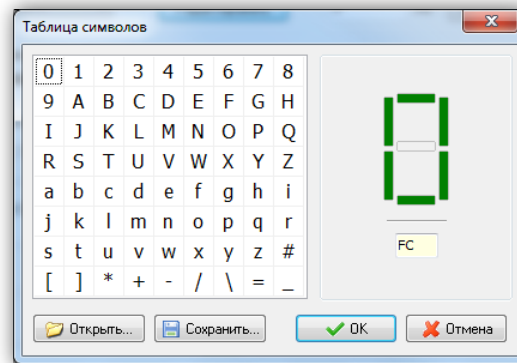 Таблица символов
0 1 2 3 4 5 6 7 8
9 A B C D E F G H
I J K L M N O P Q
R S T U V W X Y Z
a b c d e f g h i
j k l m n o p q r
s t u v w x y z #
[ ] * + - / \ = _
FC
Открыть... Сохранить... OK Отмена